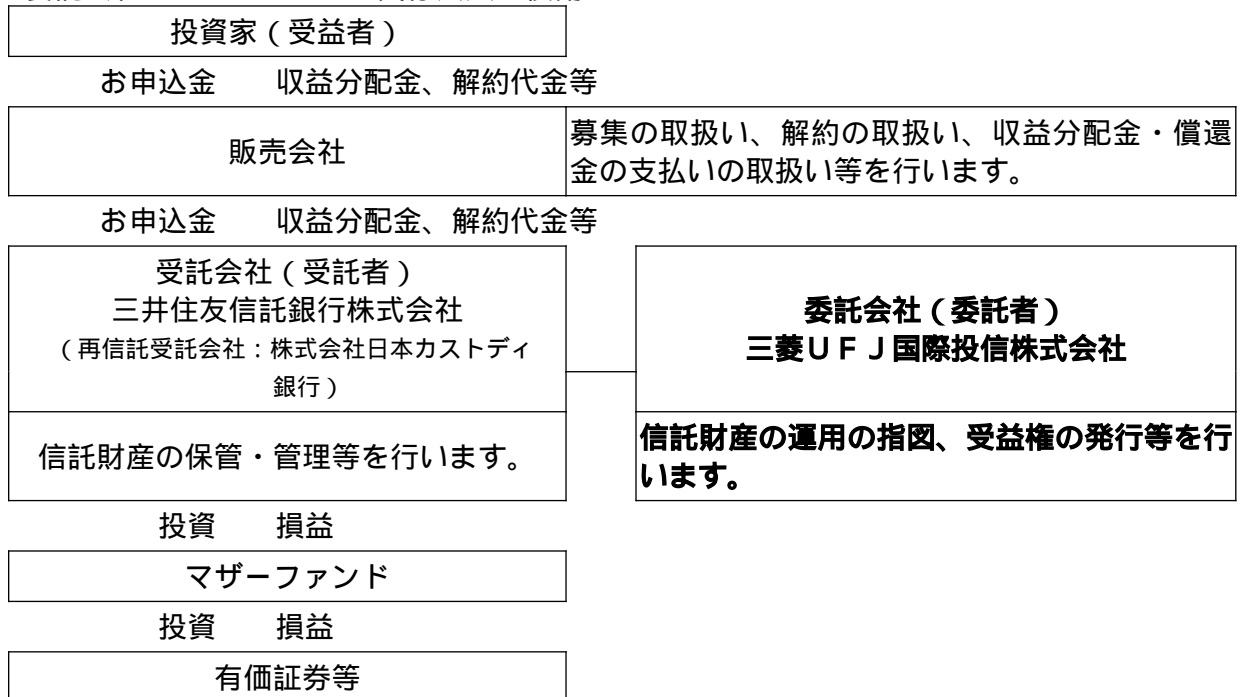 投資家（受益者）
お申込金　　収益分配金、解約代金等
販売会社
募集の取扱い、解約の取扱い、収益分配金・償還
金の支払いの取扱い等を行います。
お申込金　　収益分配金、解約代金等
受託会社（受託者）
三井住友信託銀行株式会社
（再信託受託会社：株式会社日本カストディ
銀行）
信託財産の保管・管理等を行います。
委託会社（委託者）
三菱ＵＦＪ国際投信株式会社
信託財産の運用の指図、受益権の発行等を行
います。
投資　　損益
マザーファンド
投資　　損益
有価証券等